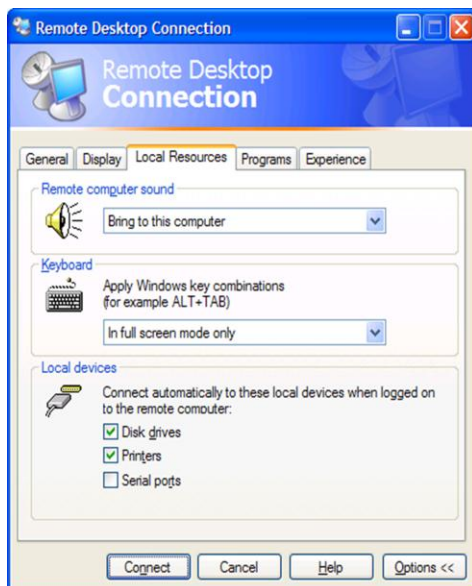 Remote Desktop Connection
Remote Desktop
Connection
General Display Local Resources Programs Experience
Remote computer sound
Bring to this computer
Keyboard
Apply Windows key combinations
(for example ALT+TAB)
In full screen mode only
Local devices
Connect automatically to these local devices when logged on
to the remote computer:
Disk drives
Printers
Serial ports
Connect Cancel Help Options <<